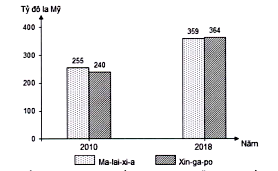 Tỷ đô la Mỹ
400
300
200
100
0
255
240
359
364
2010
2018
Năm
Ma-lai-xi-a
Xin-ga-po